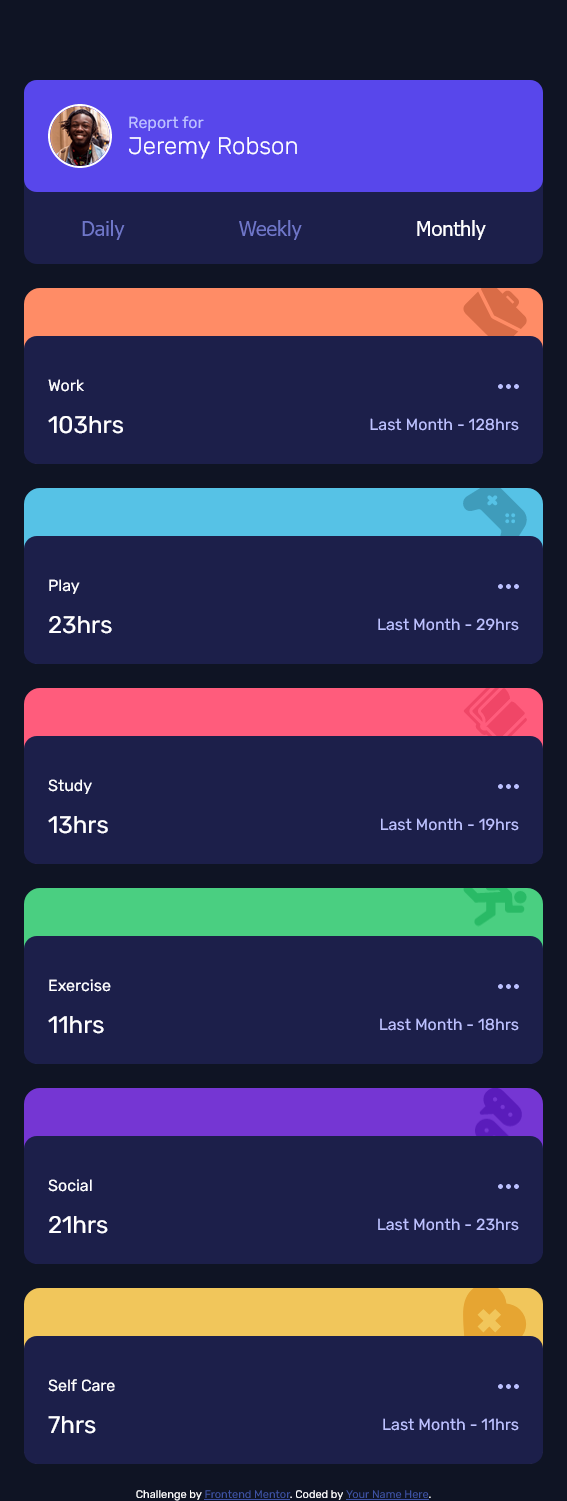 Report for
Jeremy Robson
Daily Weekly Monthly
Work
103hrs Last Month - 128hrs
Play
23hrs Last Month - 29hrs
Study
13hrs Last Month - 19hrs
Exercise
11hrs Last Month - 18hrs
Social
21hrs Last Month - 23hrs
Self Care
7hrs Last Month - 11hrs
Challenge by Frontend Mentor. Coded by Your Name Here.